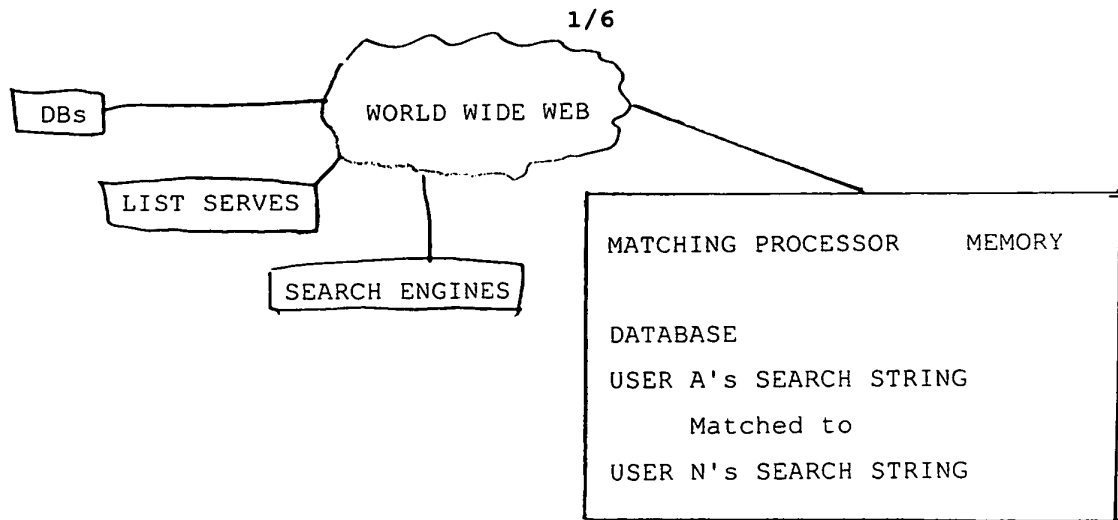 1/6
DBs
WORLD WIDE WEB
LIST SERVES
SEARCH ENGINES
MATCHING PROCESSOR MEMORY
DATABASE
USER A's SEARCH STRING
Matched to
USER N's SEARCH STRING